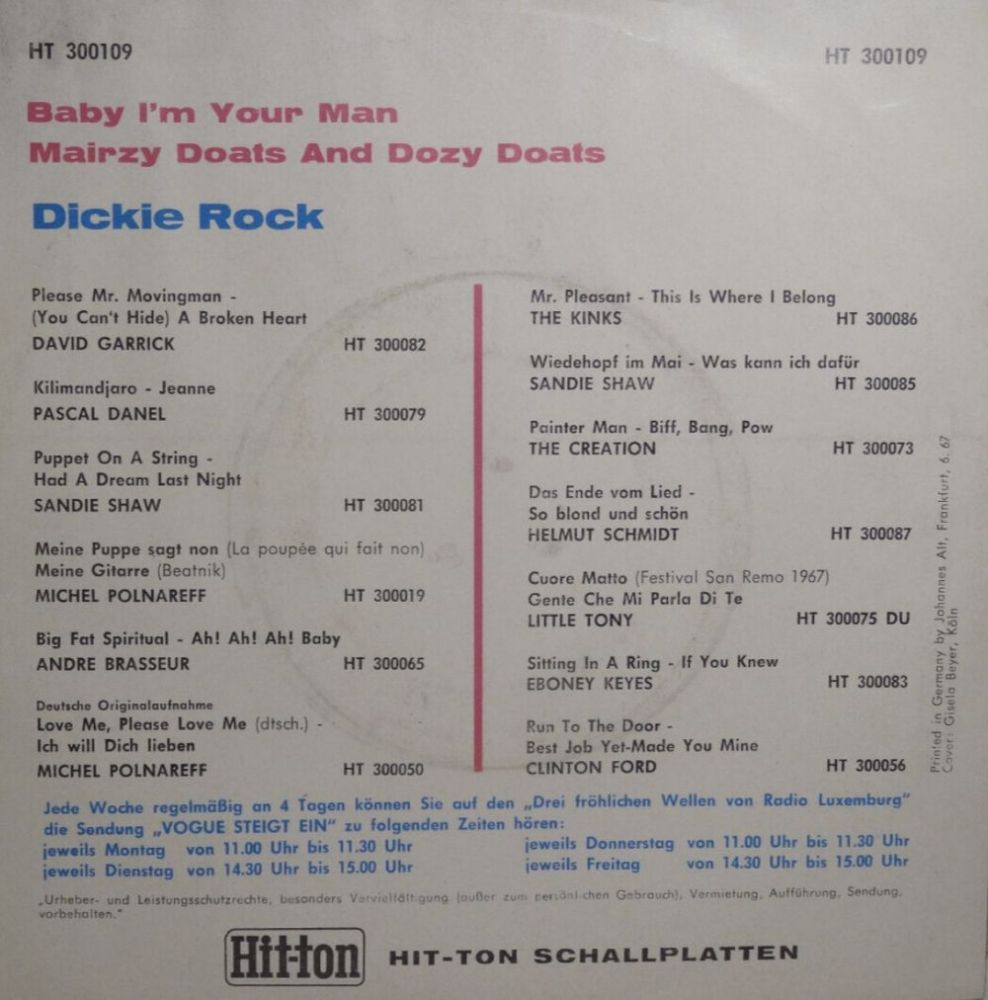 HT 300109
HT 300109
Baby I'm Your Man
Mairzy Doats And Dozy Doats
Dickie Rock
Please Mr. Movingman -
(You Can't Hide) A Broken Heart
DAVID GARRICK HT 300082
Kilimandjaro - Jeanne
PASCAL DANEL HT 300079
Puppet On A String -
Had A Dream Last Night
SANDIE SHAW HT 300081
Meine Puppe sagt non (La poupée qui fait non)
Meine Gitarre (Beatnik)
MICHEL POLNAREFF HT 300019
Big Fat Spiritual - Ah! Ah! Ah! Baby
ANDRE BRASSEUR HT 300065
Deutsche Originalaufnahme
Love Me, Please Love Me (dtsch.) -
Ich will Dich lieben
MICHEL POLNAREFF HT 300050
Mr. Pleasant - This Is Where I Belong
THE KINKS HT 300086
Wiedehopf im Mai - Was kann ich dafür
SANDIE SHAW HT 300085
Painter Man - Biff, Bang, Pow
THE CREATION HT 300073
Das Ende vom Lied -
So blond und schön
HELMUT SCHMIDT HT 300087
Cuore Matto (Festival San Remo 1967)
Gente Che Mi Parla Di Te
LITTLE TONY HT 300075 DU
Sitting In A Ring - If You Knew
EBONEY KEYES HT 300083
Run To The Door -
Best Job Yet-Made You Mine
CLINTON FORD HT 300056
Printed in Germany by Johannes Alt, Frankfurt, 6. 67
Cover: Gisela Beyer, Köln
Jede Woche regelmäßig an 4 Tagen können Sie auf den „Drei fröhlichen Wellen von Radio Luxemburg"
die Sendung „VOGUE STEIGT EIN" zu folgenden Zeiten hören:
jeweils Montag von 11.00 Uhr bis 11.30 Uhr
jeweils Dienstag von 14.30 Uhr bis 15.00 Uhr
jeweils Donnerstag von 11.00 Uhr bis 11.30 Uhr
jeweils Freitag von 14.30 Uhr bis 15.00 Uhr
„Urheber- und Leistungsschutzrechte, besonders Vervielfältigung (außer zum persönlichen Gebrauch), Vermietung, Aufführung, Sendung,
vorbehalten."
Hit-ton HIT-TON SCHALLPLATTEN